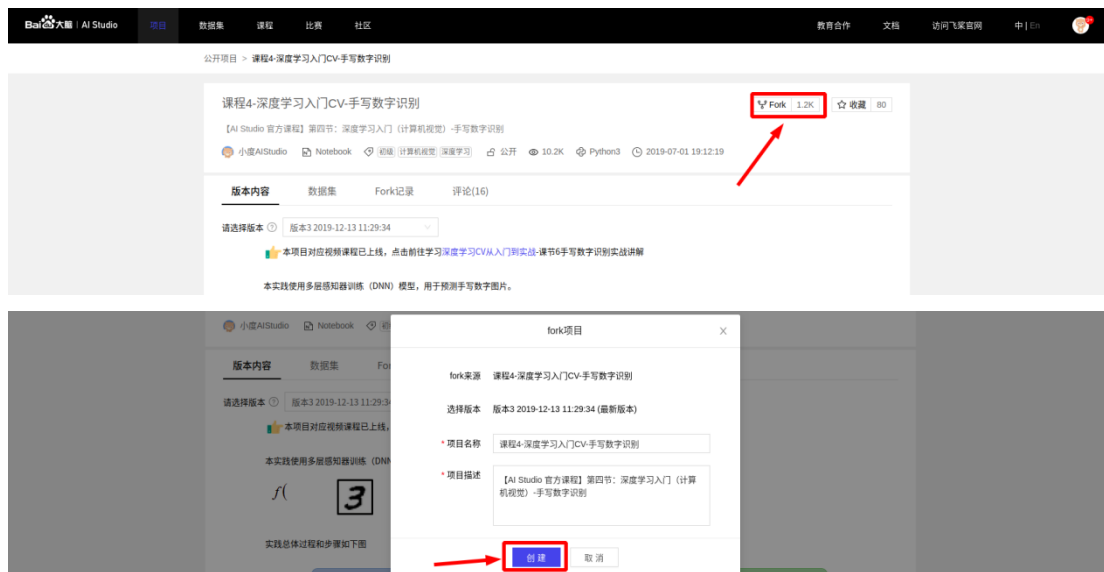 Bai大脑 | AI Studio 项目 数据集 课程 比赛 社区 教育合作 文档 访问飞桨官网 中 | En
公开项目 > 课程4-深度学习入门CV-手写数字识别
课程4-深度学习入门CV-手写数字识别 Fork 1.2K 收藏 80
【AI Studio 官方课程】第四节：深度学习入门（计算机视觉）-手写数字识别
小度AIStudio Notebook 初级 计算机视觉 深度学习 公开 10.2K Python3 2019-07-01 19:12:19
版本内容 数据集 Fork记录 评论(16)
请选择版本 ? 版本3 2019-12-13 11:29:34
本项目对应视频课程已上线，点击前往学习深度学习CV从入门到实战-课节6手写数字识别实战讲解
本实践使用多层感知器训练（DNN）模型，用于预测手写数字图片。
小度AIStudio Notebook 初
版本内容 数据集 For
请选择版本 ? 版本3 2019-12-13 11:29:3
本项目对应视频课程已上线，
本实践使用多层感知器训练（DNN
f( 3
实践总体过程和步骤如下图
fork项目 X
fork来源 课程4-深度学习入门CV-手写数字识别
选择版本 版本3 2019-12-13 11:29:34 (最新版本)
* 项目名称 课程4-深度学习入门CV-手写数字识别
* 项目描述 【AI Studio 官方课程】第四节：深度学习入门（计算
机视觉）-手写数字识别
创建 取消